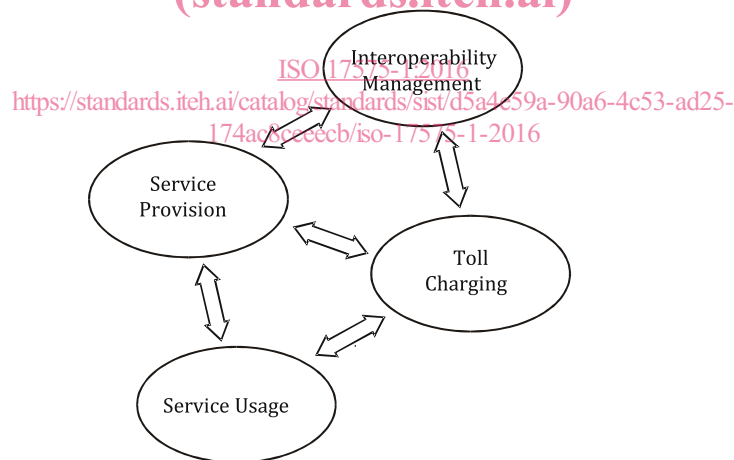 (standards.iteh.ai)
Interoperability
Management
ISO 17575-1:2016
https://standards.iteh.ai/catalog/standards/sist/d5a4e59a-90a6-4c53-ad25-
174ac8ceeecb/iso-17575-1-2016
Service
Provision
Toll
Charging
Service Usage